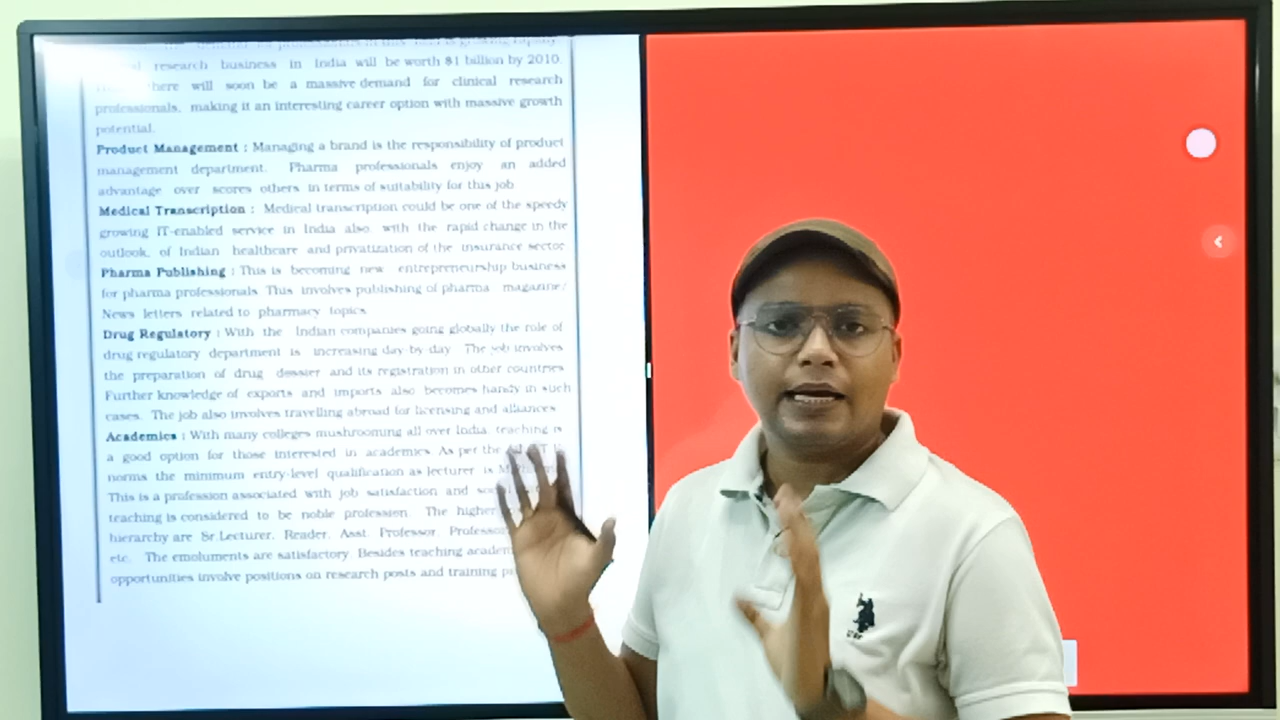 research business in India will be worth $1 billion by 2010.
there will soon be a massive demand for clinical research
professionals, making it an interesting career option with massive growth
potential.
Product Management : Managing a brand is the responsibility of product
management department. Pharma professionals enjoy an added
advantage over scores others in terms of suitability for this job
Medical Transcription : Medical transcription could be one of the speedy
growing IT-enabled service in India also with the rapid change in the
outlook, of Indian healthcare and privatization of the insurance sector
Pharma Publishing : This is becoming new entrepreneurship business
for pharma professionals This involves publishing of pharma magazine/
News letters related to pharmacy topics
Drug Regulatory : With the Indian companies going globally the role of
drug regulatory department is increasing day by day The job involves
the preparation of drug dossier and its registration in other countries
Further knowledge of exports and imports also becomes handy in such
cases. The job also involves travelling abroad for licensing and alliances
Academics : With many colleges mushrooming all over India teaching is
a good option for those interested in academics As per the
norms the minimum entry-level qualification as lecturer is
This is a profession associated with job satisfaction and
teaching is considered to be noble profession. The higher
hierarchy are Sr.Lecturer, Reader, Asst. Professor, Professor
etc. The emoluments are satisfactory. Besides teaching
opportunities involve positions on research posts and training